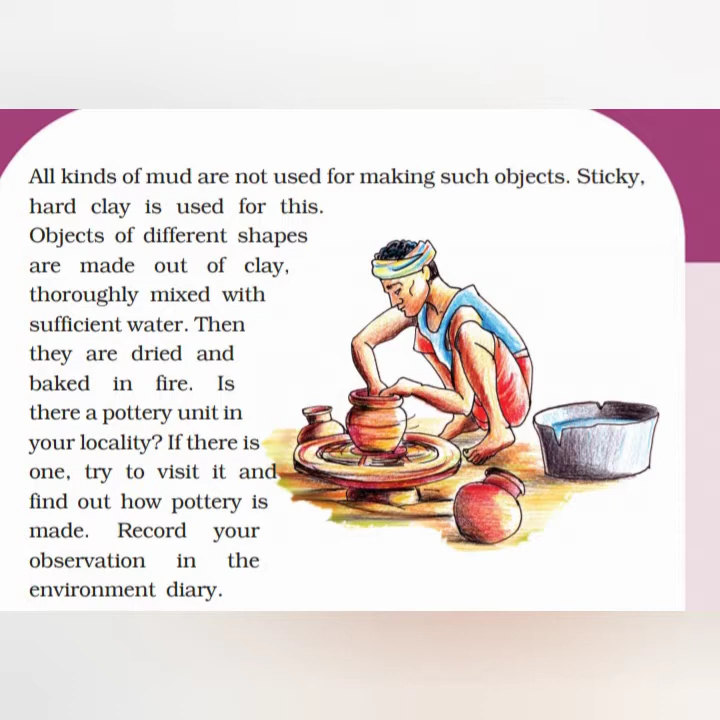 All kinds of mud are not used for making such objects. Sticky,
hard clay is used for this.
Objects of different shapes
are made out of clay,
thoroughly mixed with
sufficient water. Then
they are dried and
baked in fire. Is
there a pottery unit in
your locality? If there is
one, try to visit it and
find out how pottery is
made. Record your
observation in the
environment diary.